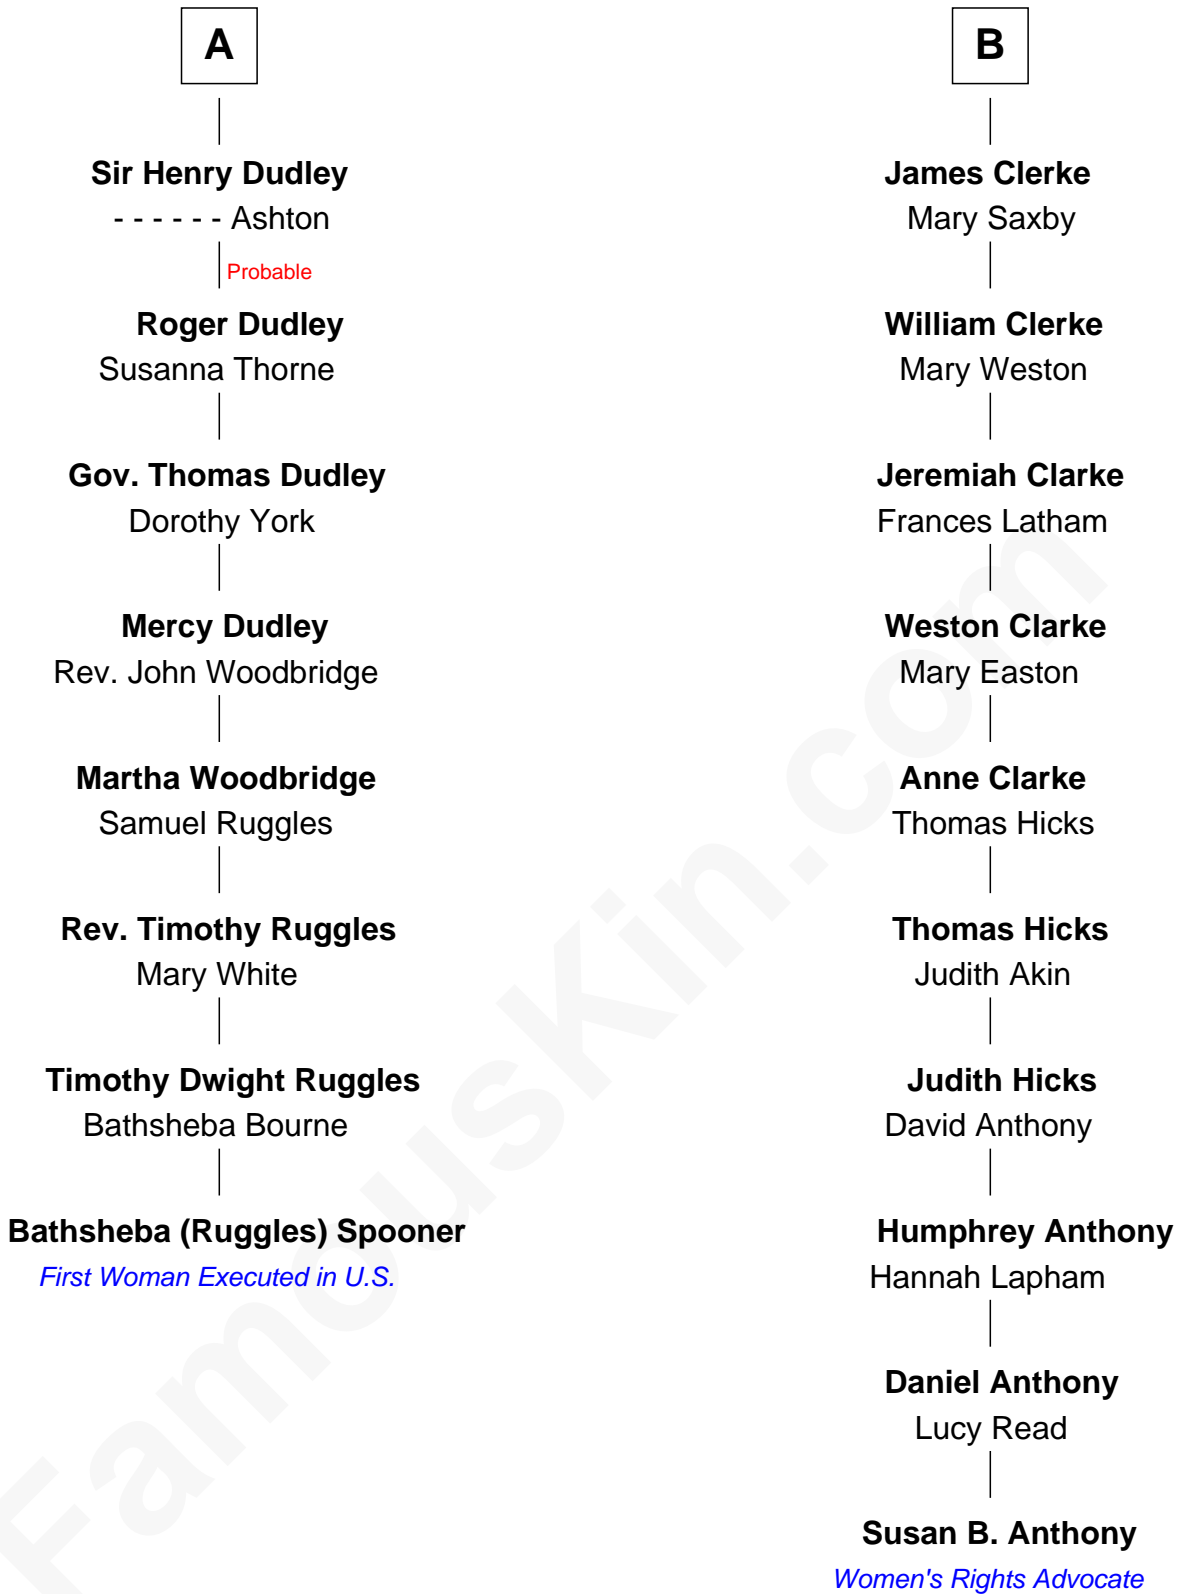 A
Sir Henry Dudley
- - - - - - Ashton
Probable
Roger Dudley
Susanna Thorne
Gov. Thomas Dudley
Dorothy York
Mercy Dudley
Rev. John Woodbridge
Martha Woodbridge
Samuel Ruggles
Rev. Timothy Ruggles
Mary White
Timothy Dwight Ruggles
Bathsheba Bourne
Bathsheba (Ruggles) Spooner
First Woman Executed in U.S.
B
James Clerke
Mary Saxby
William Clerke
Mary Weston
Jeremiah Clarke
Frances Latham
Weston Clarke
Mary Easton
Anne Clarke
Thomas Hicks
Thomas Hicks
Judith Akin
Judith Hicks
David Anthony
Humphrey Anthony
Hannah Lapham
Daniel Anthony
Lucy Read
Susan B. Anthony
Women's Rights Advocate
FamousKin.com